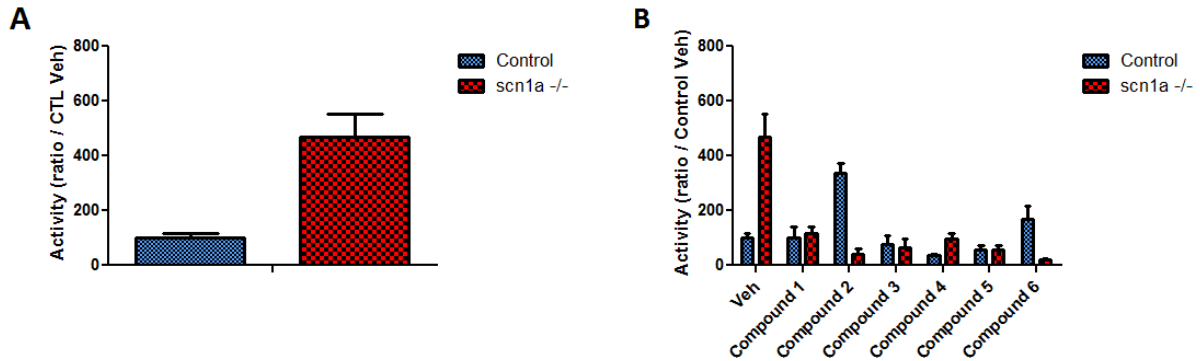 A
Activity (ratio / CTL Veh)
800
600
400
200
0
Control
scn1a -/-
B
Activity (ratio / Control Veh)
800
600
400
200
0
Control
scn1a -/-
Veh
Compound 1
Compound 2
Compound 3
Compound 4
Compound 5
Compound 6